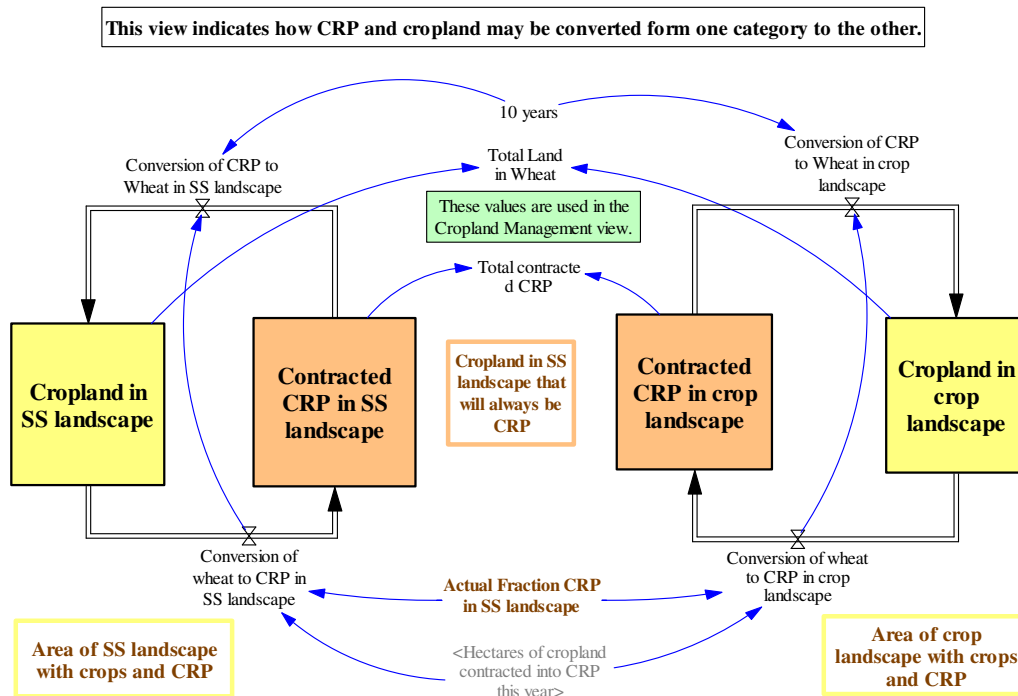 This view indicates how CRP and cropland may be converted form one category to the other.
10 years
Conversion of CRP to
Wheat in SS landscape
Total Land
in Wheat
Conversion of CRP
to Wheat in crop
landscape
These values are used in the
Cropland Management view.
Total contracte
d CRP
Cropland in
SS landscape
Contracted
CRP in SS
landscape
Cropland in SS
landscape that
will always be
CRP
Contracted
CRP in crop
landscape
Cropland in
crop
landscape
Conversion of
wheat to CRP in
SS landscape
Actual Fraction CRP
in SS landscape
Conversion of wheat
to CRP in crop
landscape
Area of SS landscape
with crops and CRP
<Hectares of cropland
contracted into CRP
this year>
Area of crop
landscape with crops
and CRP